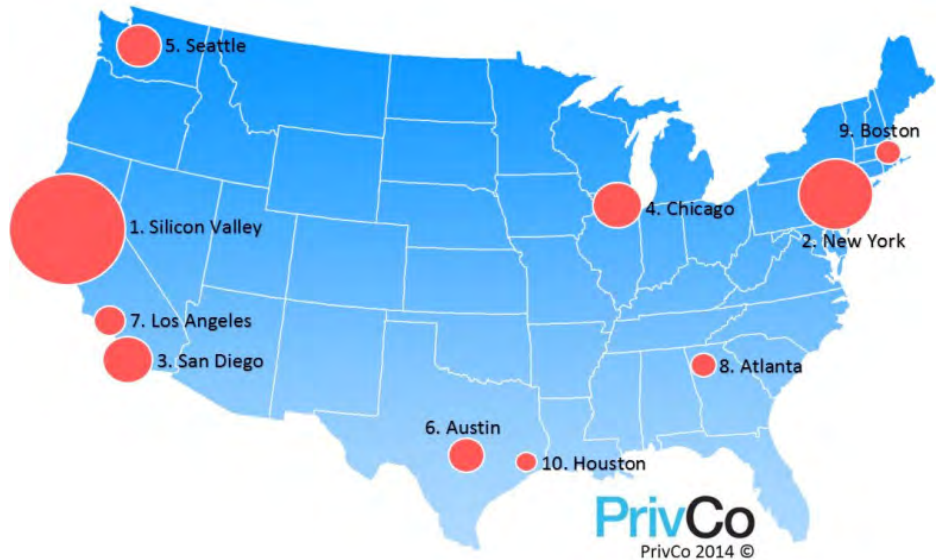 5. Seattle
9. Boston
1. Silicon Valley
4. Chicago
2. New York
7. Los Angeles
3. San Diego
8. Atlanta
6. Austin
10. Houston
PrivCo
PrivCo 2014 ©